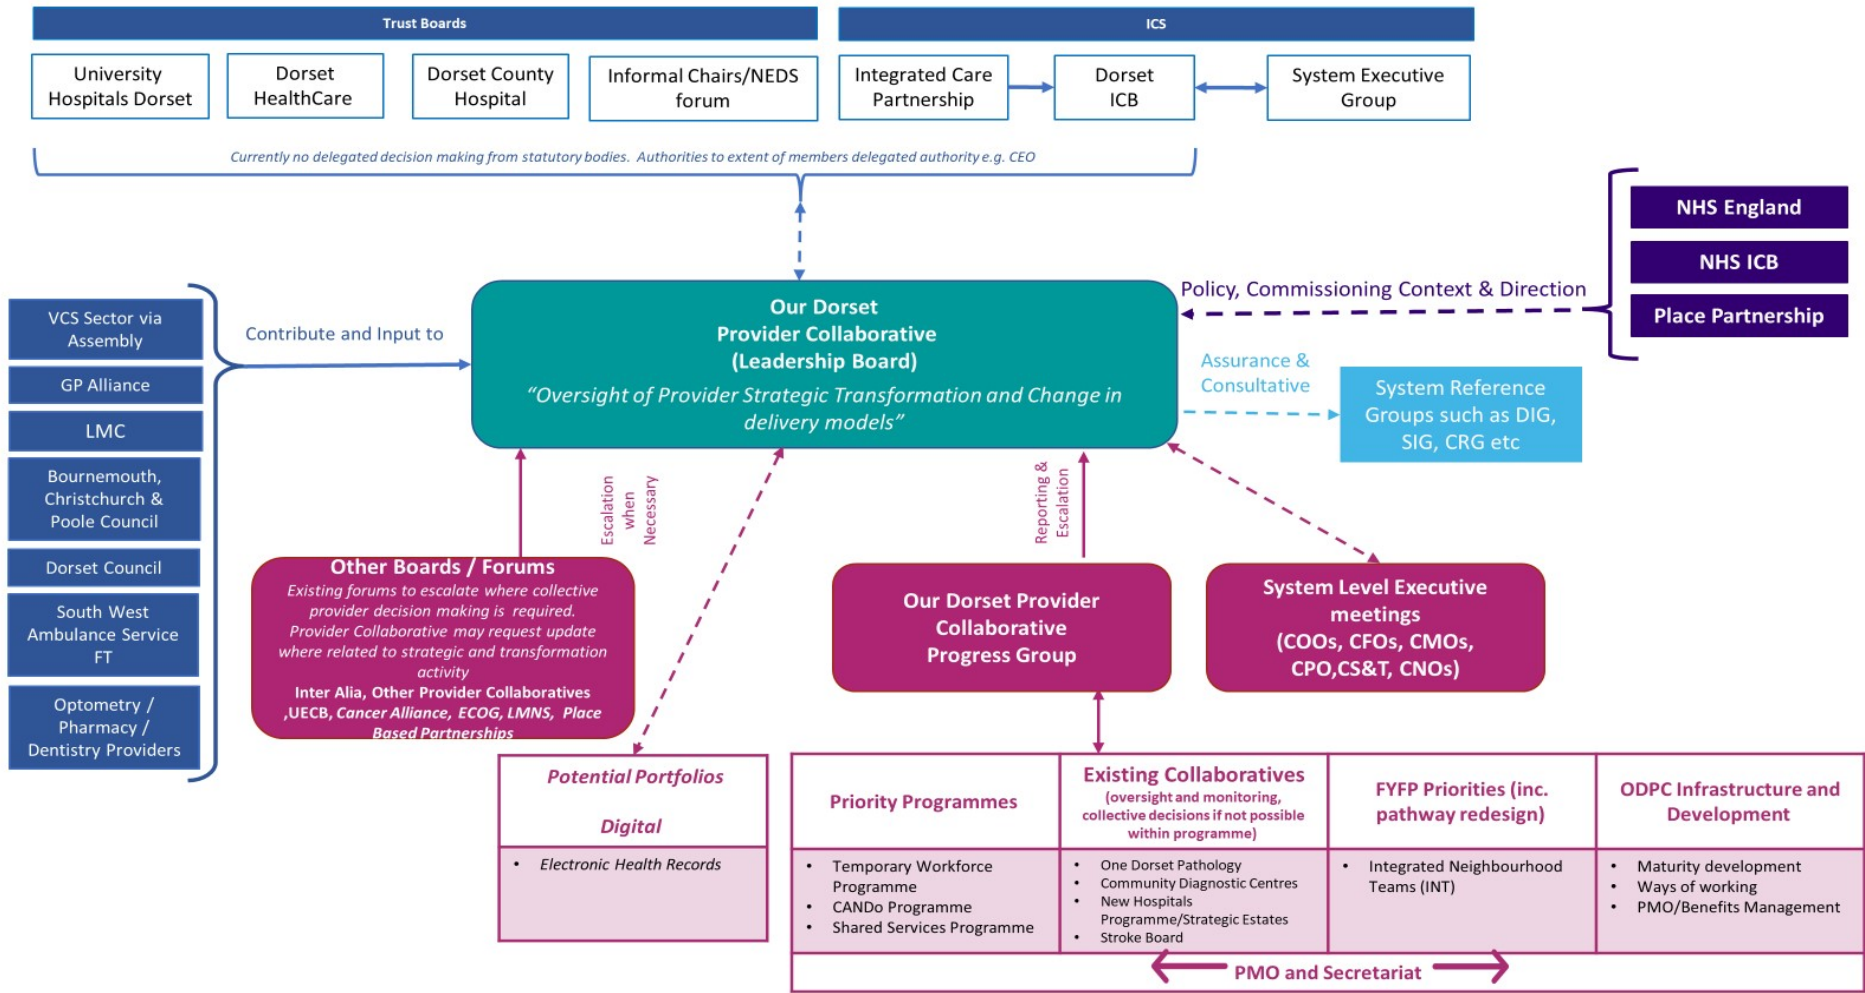 Trust Boards
ICS
University
Hospitals Dorset
Dorset
HealthCare
Dorset County
Hospital
Informal Chairs/NEDS
forum
Integrated Care
Partnership
Dorset
ICB
System Executive
Group
Currently no delegated decision making from statutory bodies.  Authorities to extent of members delegated authority e.g. CEO
NHS England
NHS ICB
Place Partnership
Policy, Commissioning Context & Direction
VCS Sector via
Assembly
GP Alliance
LMC
Bournemouth,
Christchurch &
Poole Council
Dorset Council
South West
Ambulance Service
FT
Optometry /
Pharmacy /
Dentistry Providers
Contribute and Input to
Our Dorset
Provider Collaborative
(Leadership Board)
“Oversight of Provider Strategic Transformation and Change in
delivery models”
Assurance &
Consultative
System Reference
Groups such as DIG,
SIG, CRG etc
Escalation
when
Necessary
Reporting &
Escalation
Other Boards / Forums
Existing forums to escalate where collective
provider decision making is required.
Provider Collaborative may request update
where related to strategic and transformation
activity
Inter Alia, Other Provider Collaboratives
,UECB, Cancer Alliance, ECOG, LMNS, Place
Based Partnerships
Our Dorset Provider
Collaborative
Progress Group
System Level Executive
meetings
(COOs, CFOs, CMOs,
CPO,CS&T, CNOs)
Potential Portfolios
Digital
• Electronic Health Records
Priority Programmes
• Temporary Workforce
Programme
• CANDo Programme
• Shared Services Programme
Existing Collaboratives
(oversight and monitoring,
collective decisions if not possible
within programme)
• One Dorset Pathology
• Community Diagnostic Centres
• New Hospitals
Programme/Strategic Estates
• Stroke Board
FYFP Priorities (inc.
pathway redesign)
• Integrated Neighbourhood
Teams (INT)
ODPC Infrastructure and
Development
• Maturity development
• Ways of working
• PMO/Benefits Management
PMO and Secretariat